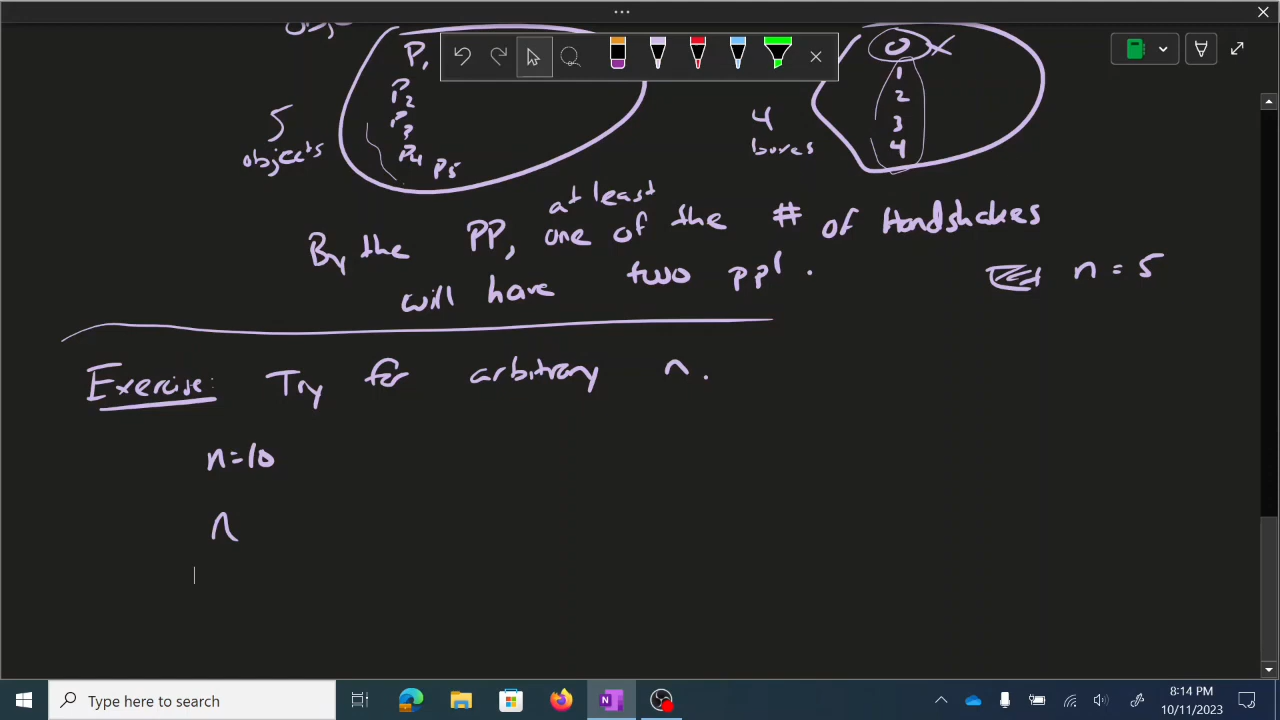 P1
P2
P3
P4 P5
5
objects
4
boxes
0 X
1
2
3
4
at least
By the PP, one of the # of Handshakes
will have two ppl.
n = 5
Exercise: Try for arbitrary n.
n=10
n
Type here to search
8:14 PM
10/11/2023